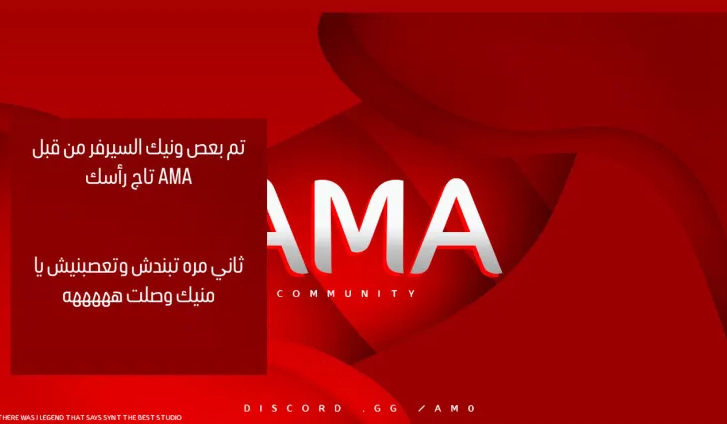 تم بعص ونيك السيرفر من قبل
AMA تاج رأسك
ثاني مره تبندش وتعصبنيش يا
منيك وصلت هههههه
AMA
COMMUNITY
DISCORD .GG /AM0
THERE WAS I LEGEND THAT SAYS SYNT THE BEST STUDIO